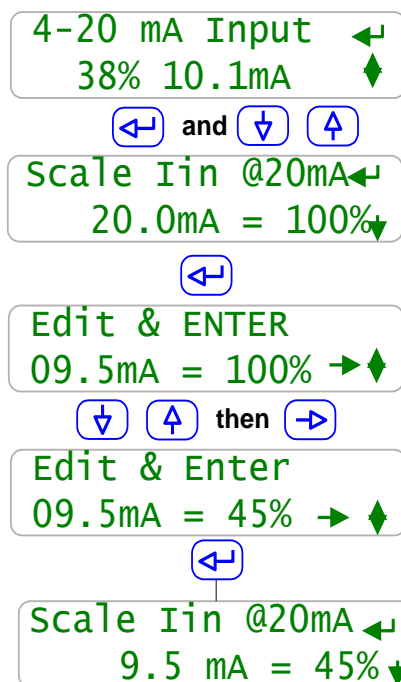 4-20 mA Input
38% 10.1mA
and
Scale Iin @20mA
20.0mA = 100%
Edit & ENTER
09.5mA = 100%
then
Edit & Enter
09.5mA = 45%
Scale Iin @20mA
9.5 mA = 45%